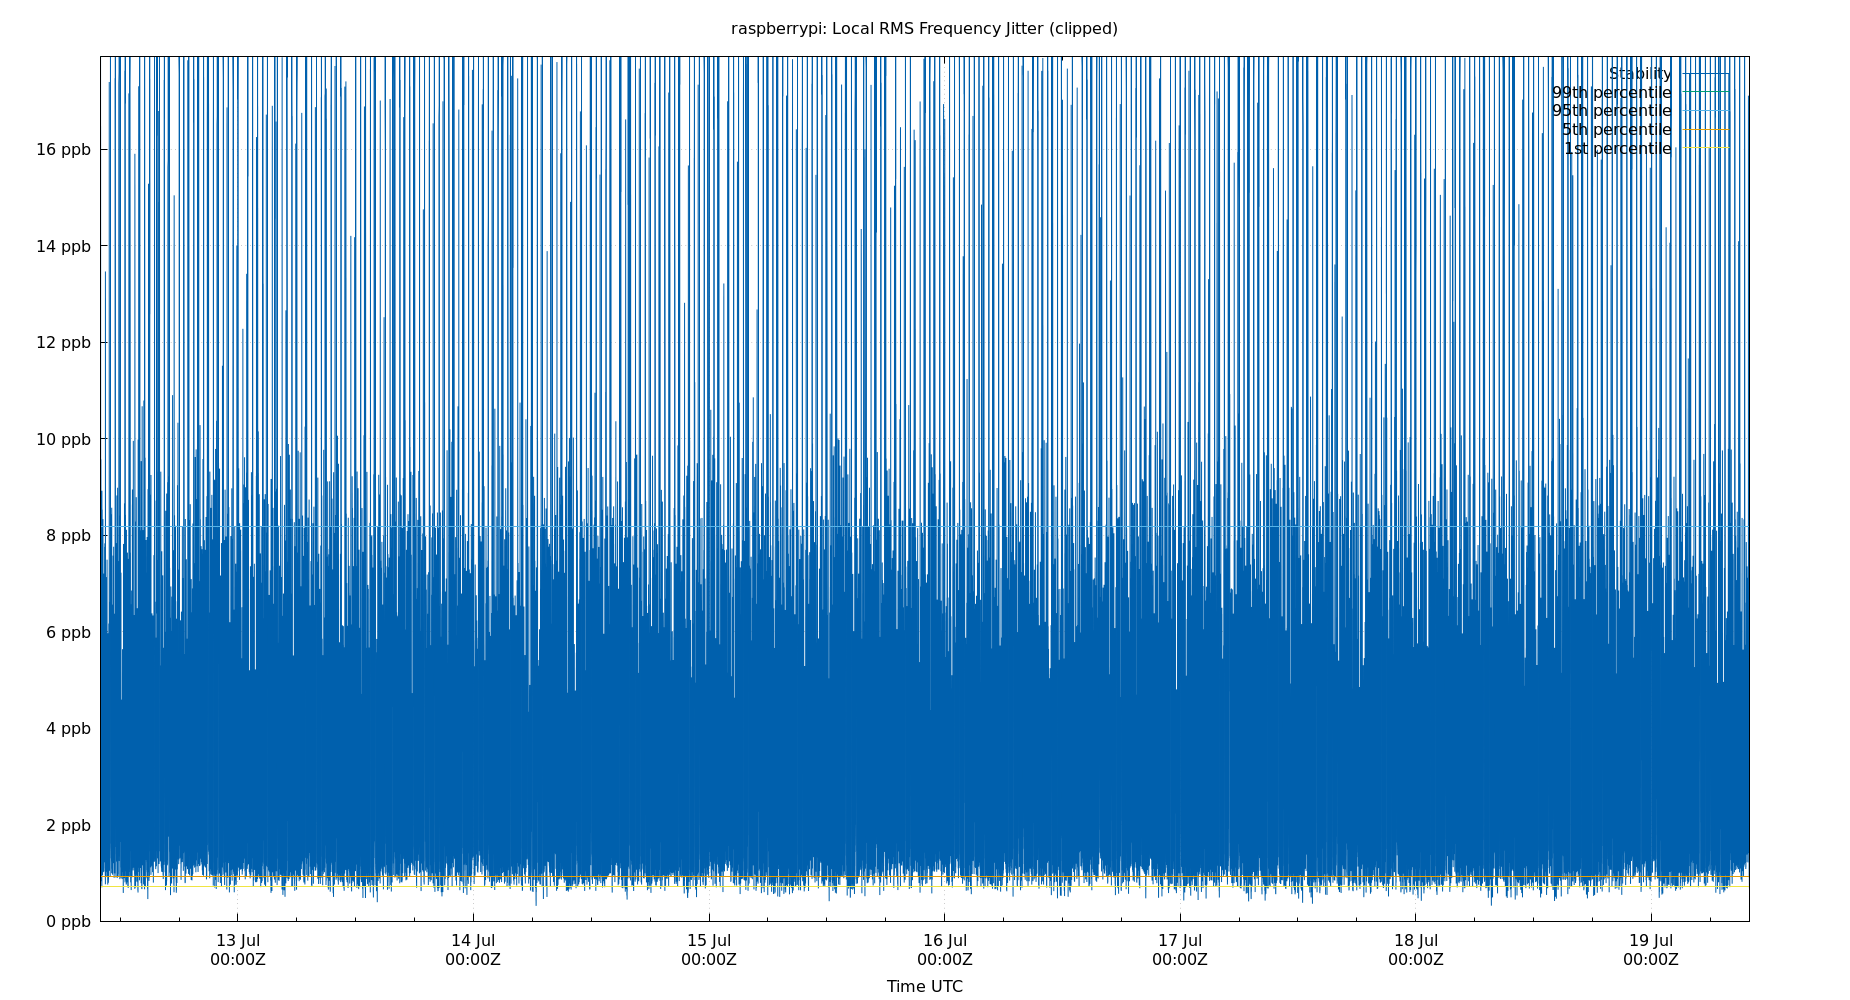 raspberrypi: Local RMS Frequency Jitter (clipped)
Stability
99th percentile
95th percentile
5th percentile
1st percentile
16 ppb
14 ppb
12 ppb
10 ppb
8 ppb
6 ppb
4 ppb
2 ppb
0 ppb
13 Jul 14 Jul 15 Jul 16 Jul 17 Jul 18 Jul 19 Jul
00:00Z 00:00Z 00:00Z 00:00Z 00:00Z 00:00Z 00:00Z
Time UTC